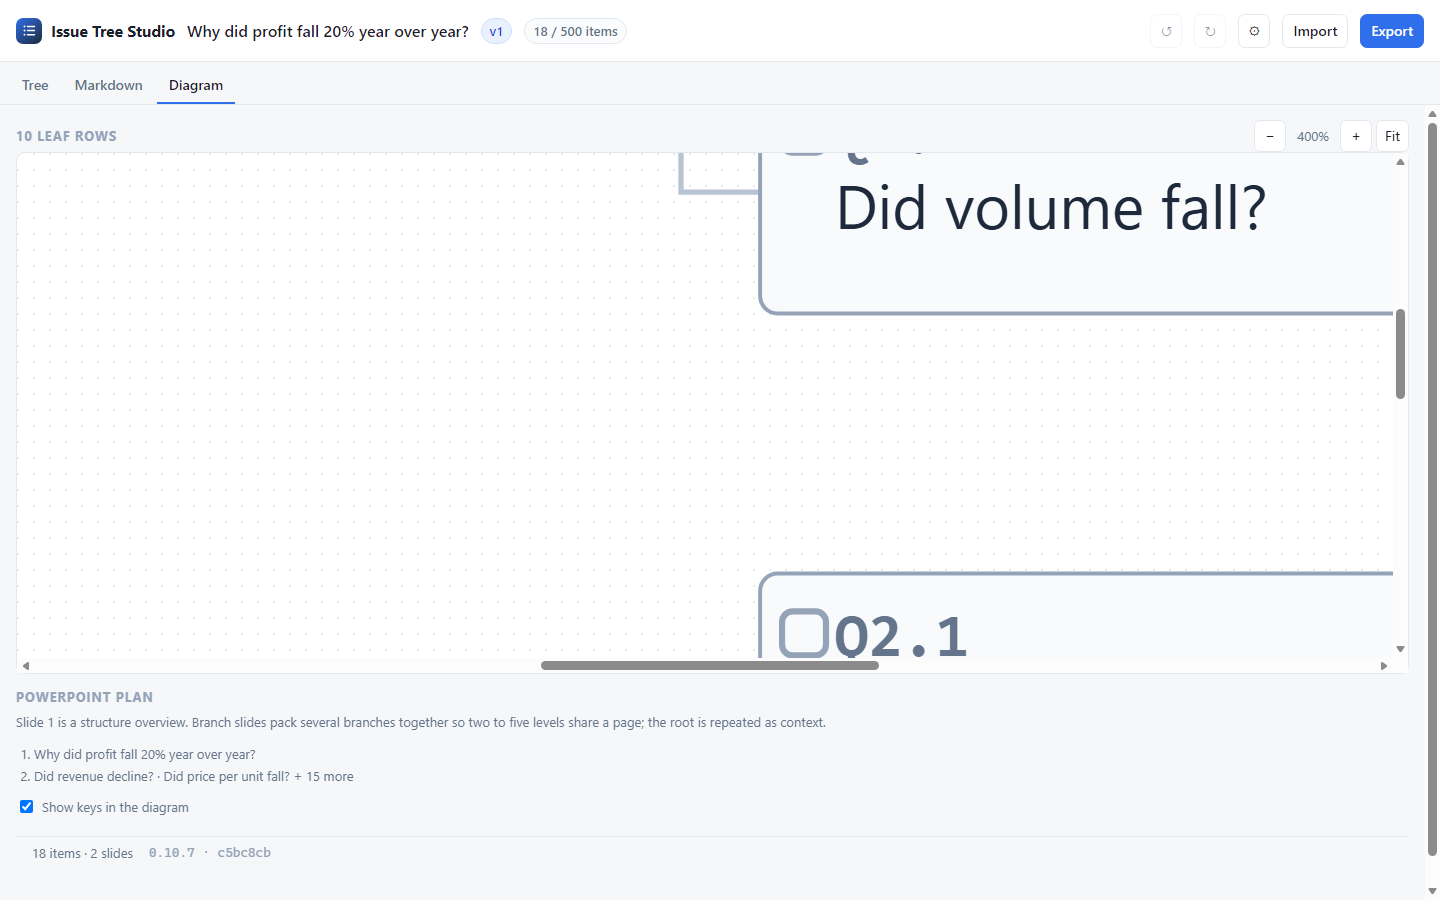 Issue Tree Studio Why did profit fall 20% year over year? v1 18 / 500 items Import Export
Tree Markdown Diagram
10 LEAF ROWS
− 400% + Fit
Did volume fall?
Q2.1
POWERPOINT PLAN
Slide 1 is a structure overview. Branch slides pack several branches together so two to five levels share a page; the root is repeated as context.
1. Why did profit fall 20% year over year?
2. Did revenue decline? · Did price per unit fall? + 15 more
Show keys in the diagram
18 items · 2 slides 0.10.7 · c5bc8cb